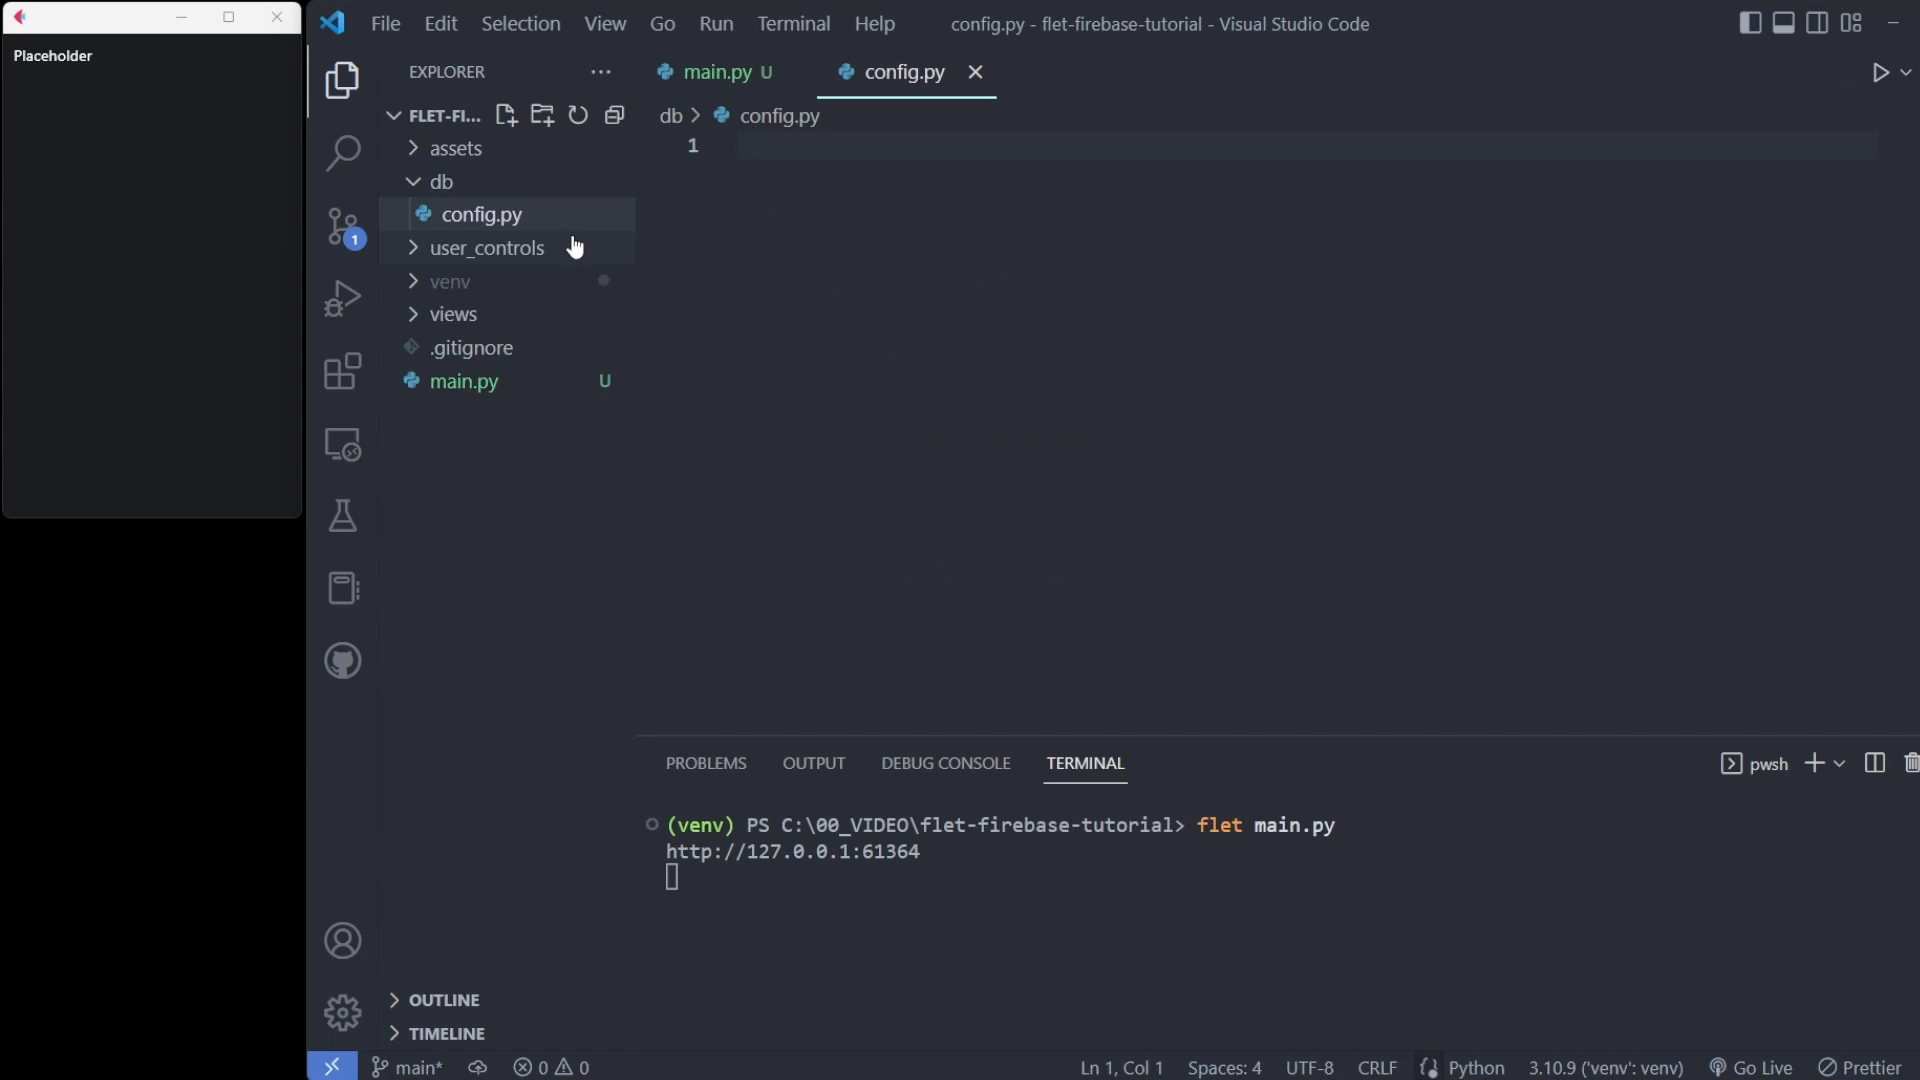 Placeholder
File Edit Selection View Go Run Terminal Help
config.py - flet-firebase-tutorial - Visual Studio Code
EXPLORER
FLET-FI...
assets
db
config.py
user_controls
venv
views
.gitignore
main.py U
1
OUTLINE
TIMELINE
main.py U
config.py
db > config.py
1
PROBLEMS OUTPUT DEBUG CONSOLE TERMINAL
pwsh
(venv) PS C:\00_VIDEO\flet-firebase-tutorial> flet main.py
http://127.0.0.1:61364
main* 0 0 Ln 1, Col 1 Spaces: 4 UTF-8 CRLF Python 3.10.9 ('venv': venv) Go Live Prettier